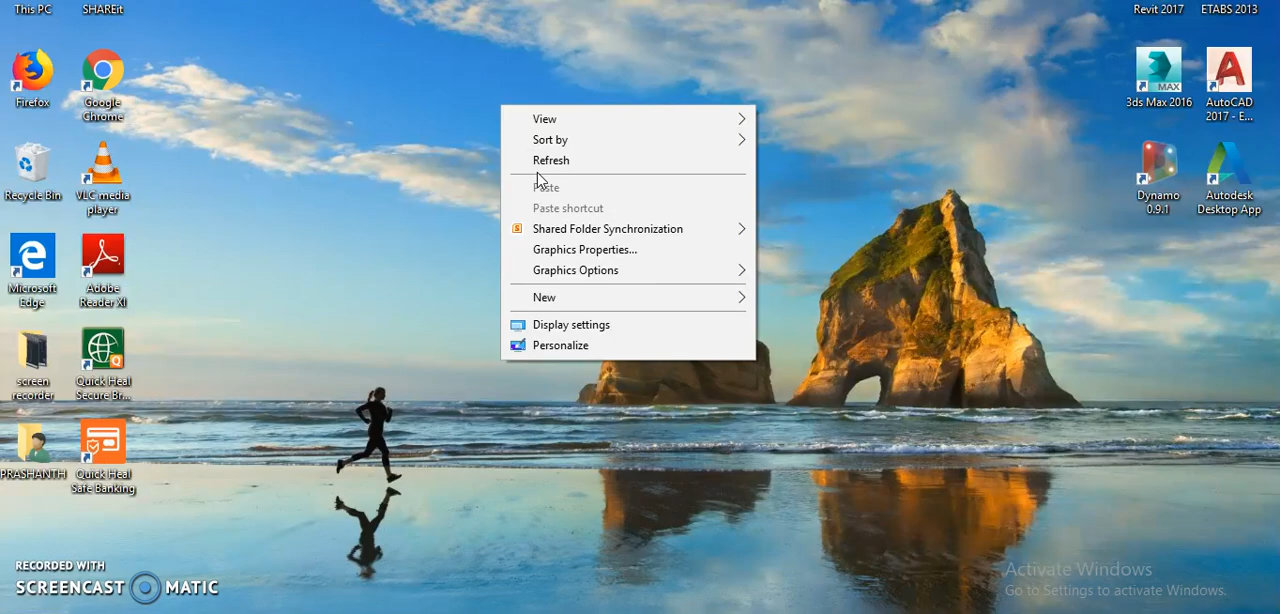 This PC
SHAREit
Revit 2017
ETABS 2013
Firefox
Google
Chrome
3ds Max 2016
AutoCAD
2017 - E...
MAX
Recycle Bin
VLC media
player
Dynamo
0.9.1
Autodesk
Desktop App
Microsoft
Edge
Adobe
Reader XI
screen
recorder
Quick Heal
Secure Br...
PRASHANTH
Quick Heal
Safe Banking
View
Sort by
Refresh
Paste
Paste shortcut
Shared Folder Synchronization
Graphics Properties...
Graphics Options
New
Display settings
Personalize
RECORDED WITH
SCREENCAST MATIC
Activate Windows
Go to Settings to activate Windows.